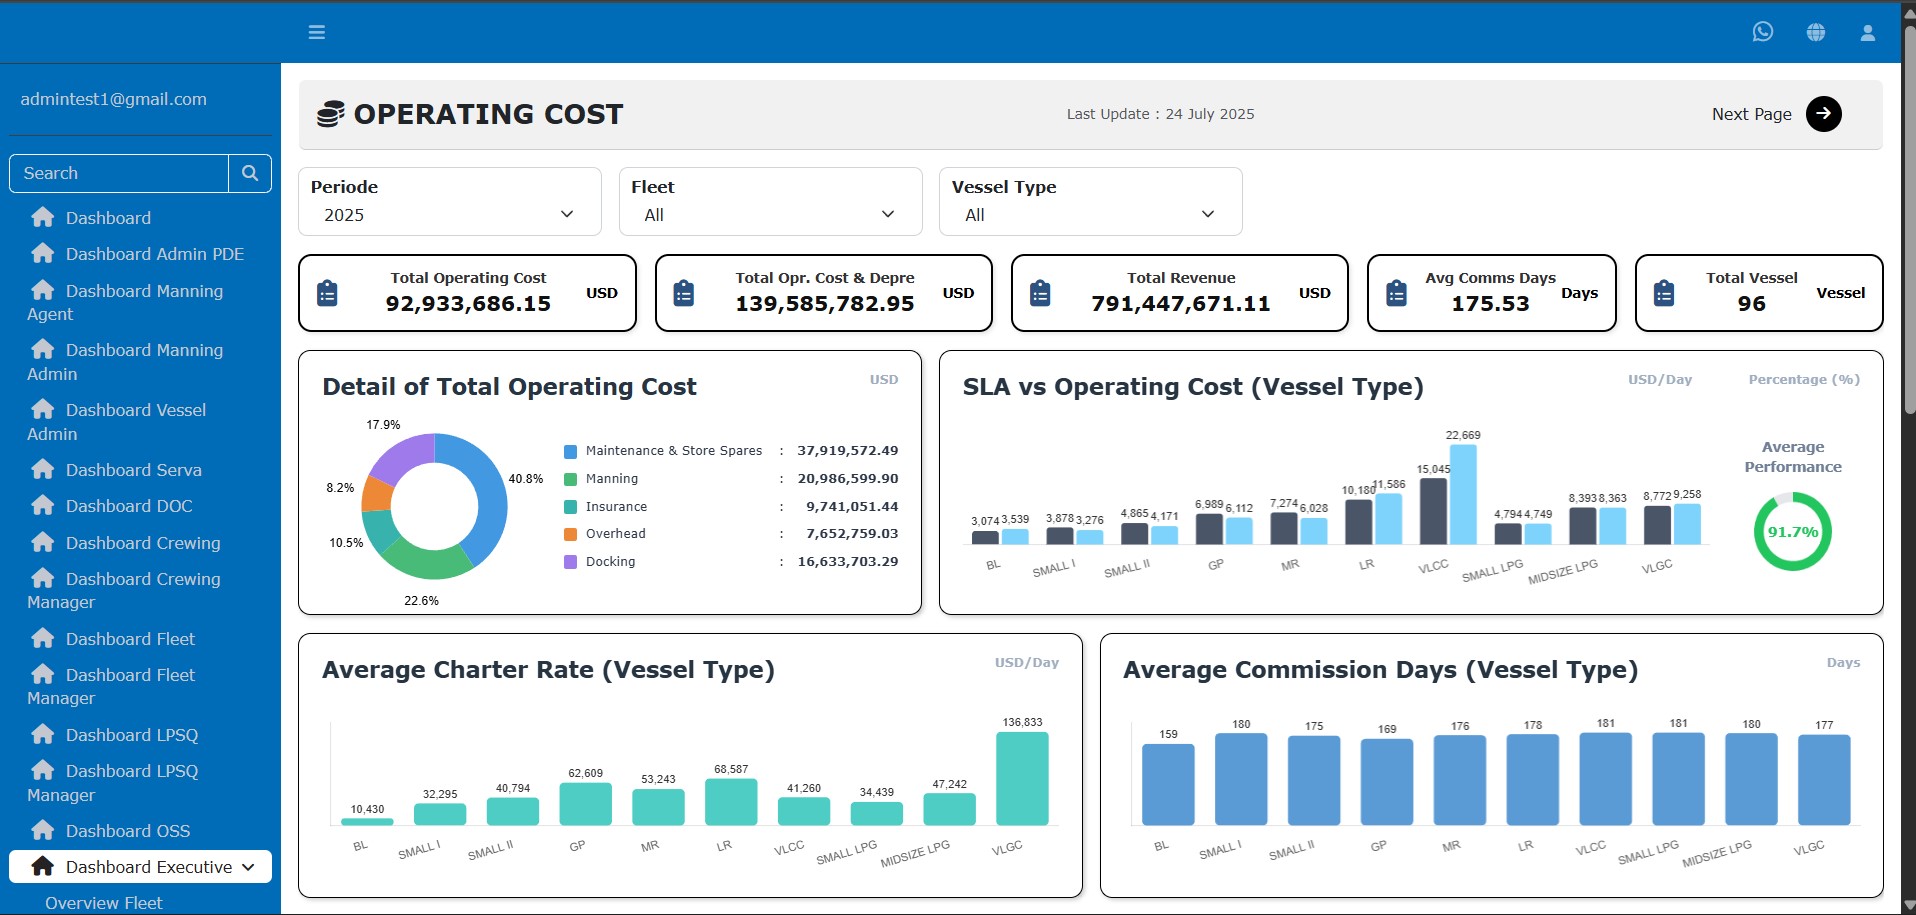 admintest1@gmail.com
Search
Dashboard
Dashboard Admin PDE
Dashboard Manning
Agent
Dashboard Manning
Admin
Dashboard Vessel
Admin
Dashboard Serva
Dashboard DOC
Dashboard Crewing
Dashboard Crewing
Manager
Dashboard Fleet
Dashboard Fleet
Manager
Dashboard LPSQ
Dashboard LPSQ
Manager
Dashboard OSS
Dashboard Executive
Overview Fleet
OPERATING COST
Last Update : 24 July 2025
Next Page
Periode
2025
Fleet
All
Vessel Type
All
Total Operating Cost
92,933,686.15 USD
Total Opr. Cost & Depre
139,585,782.95 USD
Total Revenue
791,447,671.11 USD
Avg Comms Days
175.53 Days
Total Vessel
96 Vessel
Detail of Total Operating Cost
USD
17.9%
8.2%
40.8%
10.5%
22.6%
Maintenance & Store Spares : 37,919,572.49
Manning : 20,986,599.90
Insurance : 9,741,051.44
Overhead : 7,652,759.03
Docking : 16,633,703.29
SLA vs Operating Cost (Vessel Type)
USD/Day
Percentage (%)
3,074 3,539 3,878 3,276 4,865 4,171 6,989 6,112 7,274 6,028 10,180 11,586 15,045 22,669 4,794 4,749 8,393 8,363 8,772 9,258
BL SMALL I SMALL II GP MR LR VLCC SMALL LPG MIDSIZE LPG VLGC
Average
Performance
91.7%
Average Charter Rate (Vessel Type)
USD/Day
10,430 32,295 40,794 62,609 53,243 68,587 41,260 34,439 47,242 136,833
BL SMALL I SMALL II GP MR LR VLCC SMALL LPG MIDSIZE LPG VLGC
Average Commission Days (Vessel Type)
Days
159 180 175 169 176 178 181 181 180 177
BL SMALL I SMALL II GP MR LR VLCC SMALL LPG MIDSIZE LPG VLGC